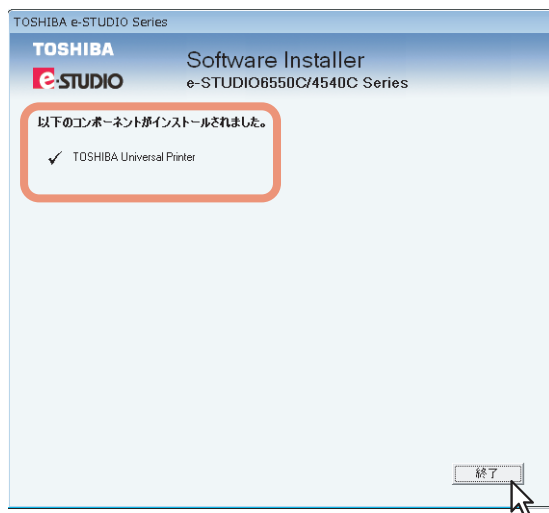 TOSHIBA e-STUDIO Series
TOSHIBA
e-STUDIO
Software Installer
e-STUDIO6550C/4540C Series
以下のコンポーネントがインストールされました。
✓ TOSHIBA Universal Printer
終了